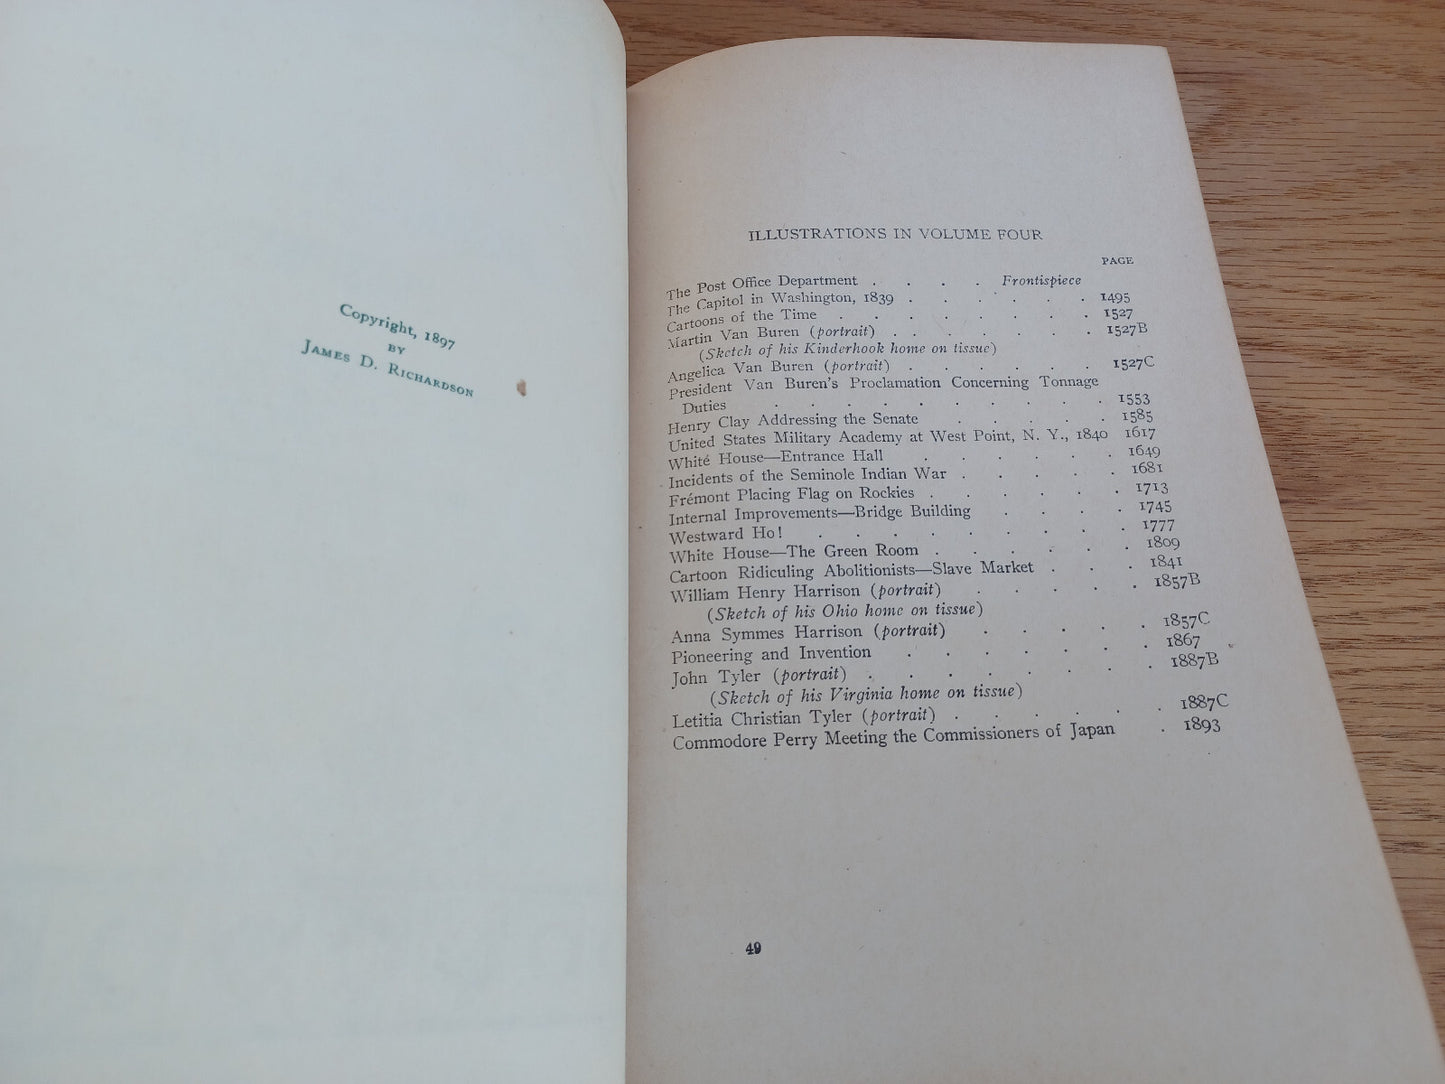 Copyright, 1897
BY
JAMES D. RICHARDSON
ILLUSTRATIONS IN VOLUME FOUR
PAGE
The Post Office Department . . . . Frontispiece
The Capitol in Washington, 1839 . . . . . . 1495
Cartoons of the Time . . . . . . . . 1527
Martin Van Buren (portrait) . . . . . . . 1527B
(Sketch of his Kinderhook home on tissue)
Angelica Van Buren (portrait) . . . . . . 1527C
President Van Buren's Proclamation Concerning Tonnage
Duties . . . . . . . . . 1553
Henry Clay Addressing the Senate . . . . . 1585
United States Military Academy at West Point, N. Y., 1840 1617
White House—Entrance Hall . . . . . 1649
Incidents of the Seminole Indian War . . . . . 1681
Frémont Placing Flag on Rockies . . . . . . 1713
Internal Improvements—Bridge Building . . . . 1745
Westward Ho! . . . . . . . . 1777
White House—The Green Room . . . . . . 1809
Cartoon Ridiculing Abolitionists—Slave Market . . . 1841
William Henry Harrison (portrait) . . . . . 1857B
(Sketch of his Ohio home on tissue)
Anna Symmes Harrison (portrait) . . . . . 1857C
Pioneering and Invention . . . . . . . 1867
John Tyler (portrait) . . . . . . . . . 1887B
(Sketch of his Virginia home on tissue)
Letitia Christian Tyler (portrait) . . . . . . 1887C
Commodore Perry Meeting the Commissioners of Japan . 1893
49